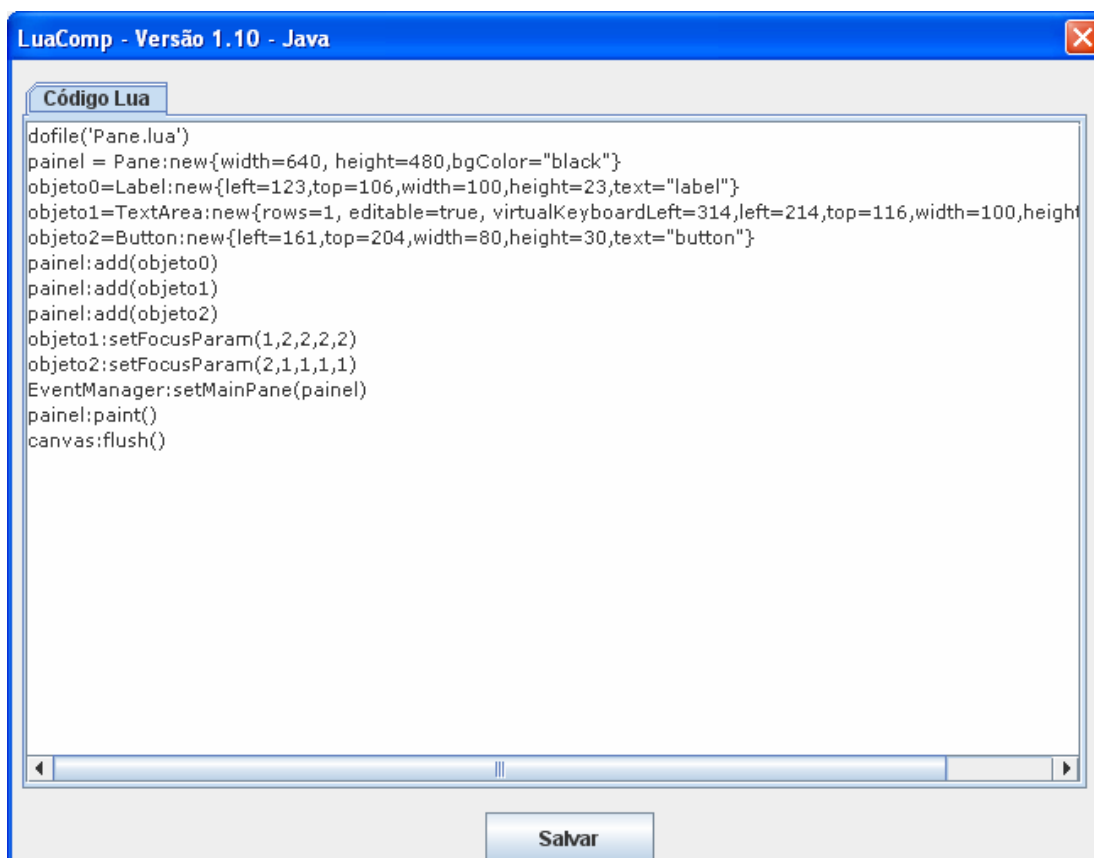 LuaComp - Versão 1.10 - Java
Código Lua
dofile('Pane.lua')
painel = Pane:new{width=640, height=480,bgColor="black"}
objeto0=Label:new{left=123,top=106,width=100,height=23,text="label"}
objeto1=TextArea:new{rows=1, editable=true, virtualKeyboardLeft=314,left=214,top=116,width=100,height
objeto2=Button:new{left=161,top=204,width=80,height=30,text="button"}
painel:add(objeto0)
painel:add(objeto1)
painel:add(objeto2)
objeto1:setFocusParam(1,2,2,2,2)
objeto2:setFocusParam(2,1,1,1,1)
EventManager:setMainPane(painel)
painel:paint()
canvas:flush()
Salvar